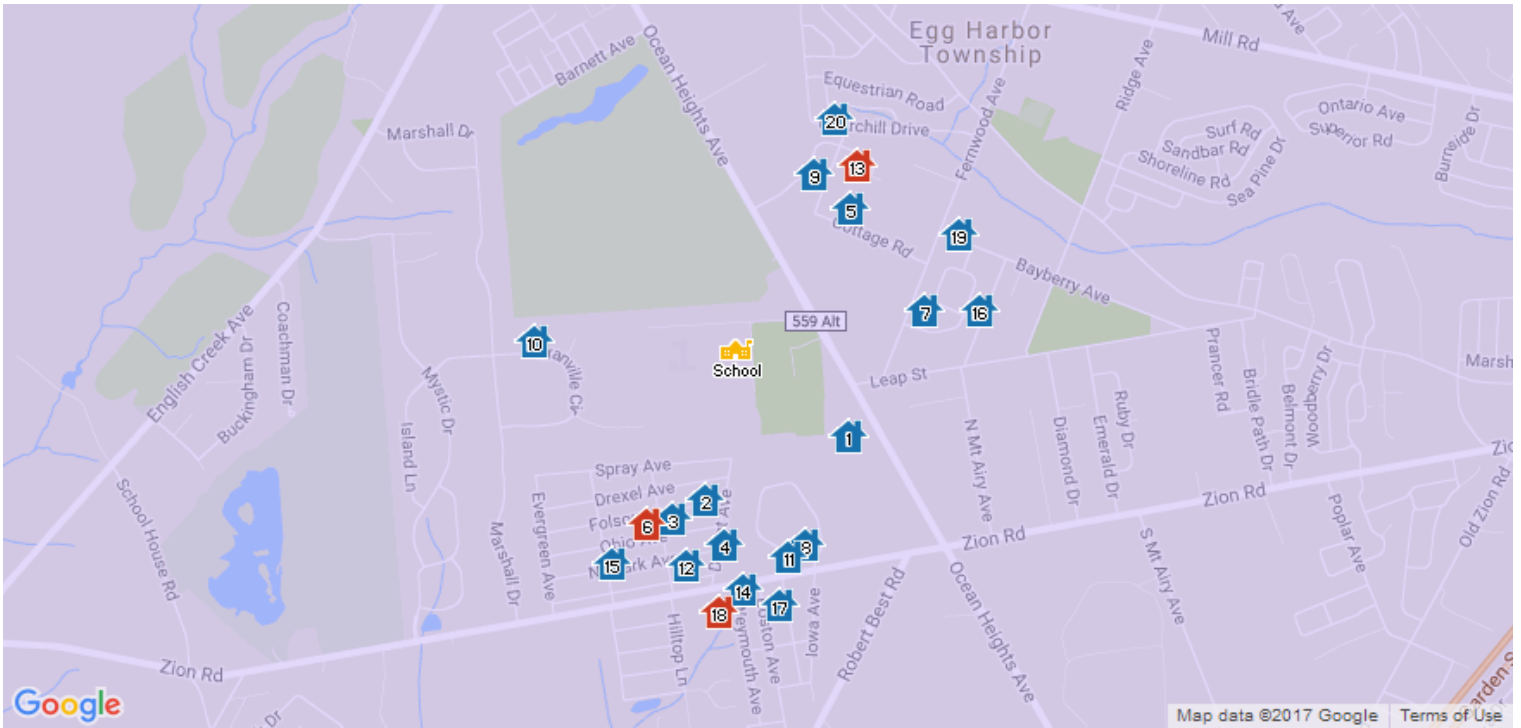 Egg Harbor
Township
Mill Rd
Barnett Ave
Ocean Heights Ave
Ridge Ave
Equestrian Road
Ontario Ave
Superior Rd
Surf Rd
Sandbar Rd
Shoreline Rd
Sea Pine Dr
Burnside Dr
20
Drive
Marshall Dr
Fernwood Ave
13
9
5
Cottage Rd
19
Bayberry Ave
7
16
559 Alt
English Creek Ave
Coachman Dr
Buckingham Dr
10
School
Leap St
Prancer Rd
Bridle Path Dr
Belmont Dr
Woodberry Dr
Marsh
Mystic Dr
Island Ln
1
N Mt Airy Ave
Diamond Dr
Emerald Dr
Ruby Dr
Spray Ave
Drexel Ave
2
3
6
Ohio
4
8
11
12
15
Evergreen Ave
Marshall Dr
School House Rd
Zion Rd
Zion Rd
Poplar Ave
Old Zion Rd
S Mt Airy Ave
14
17
18
Hilltop Ln
Iowa Ave
Robert Best Rd
Ocean Heights Ave
Zion Rd
Google
Map data ©2017 Google
Terms of Use